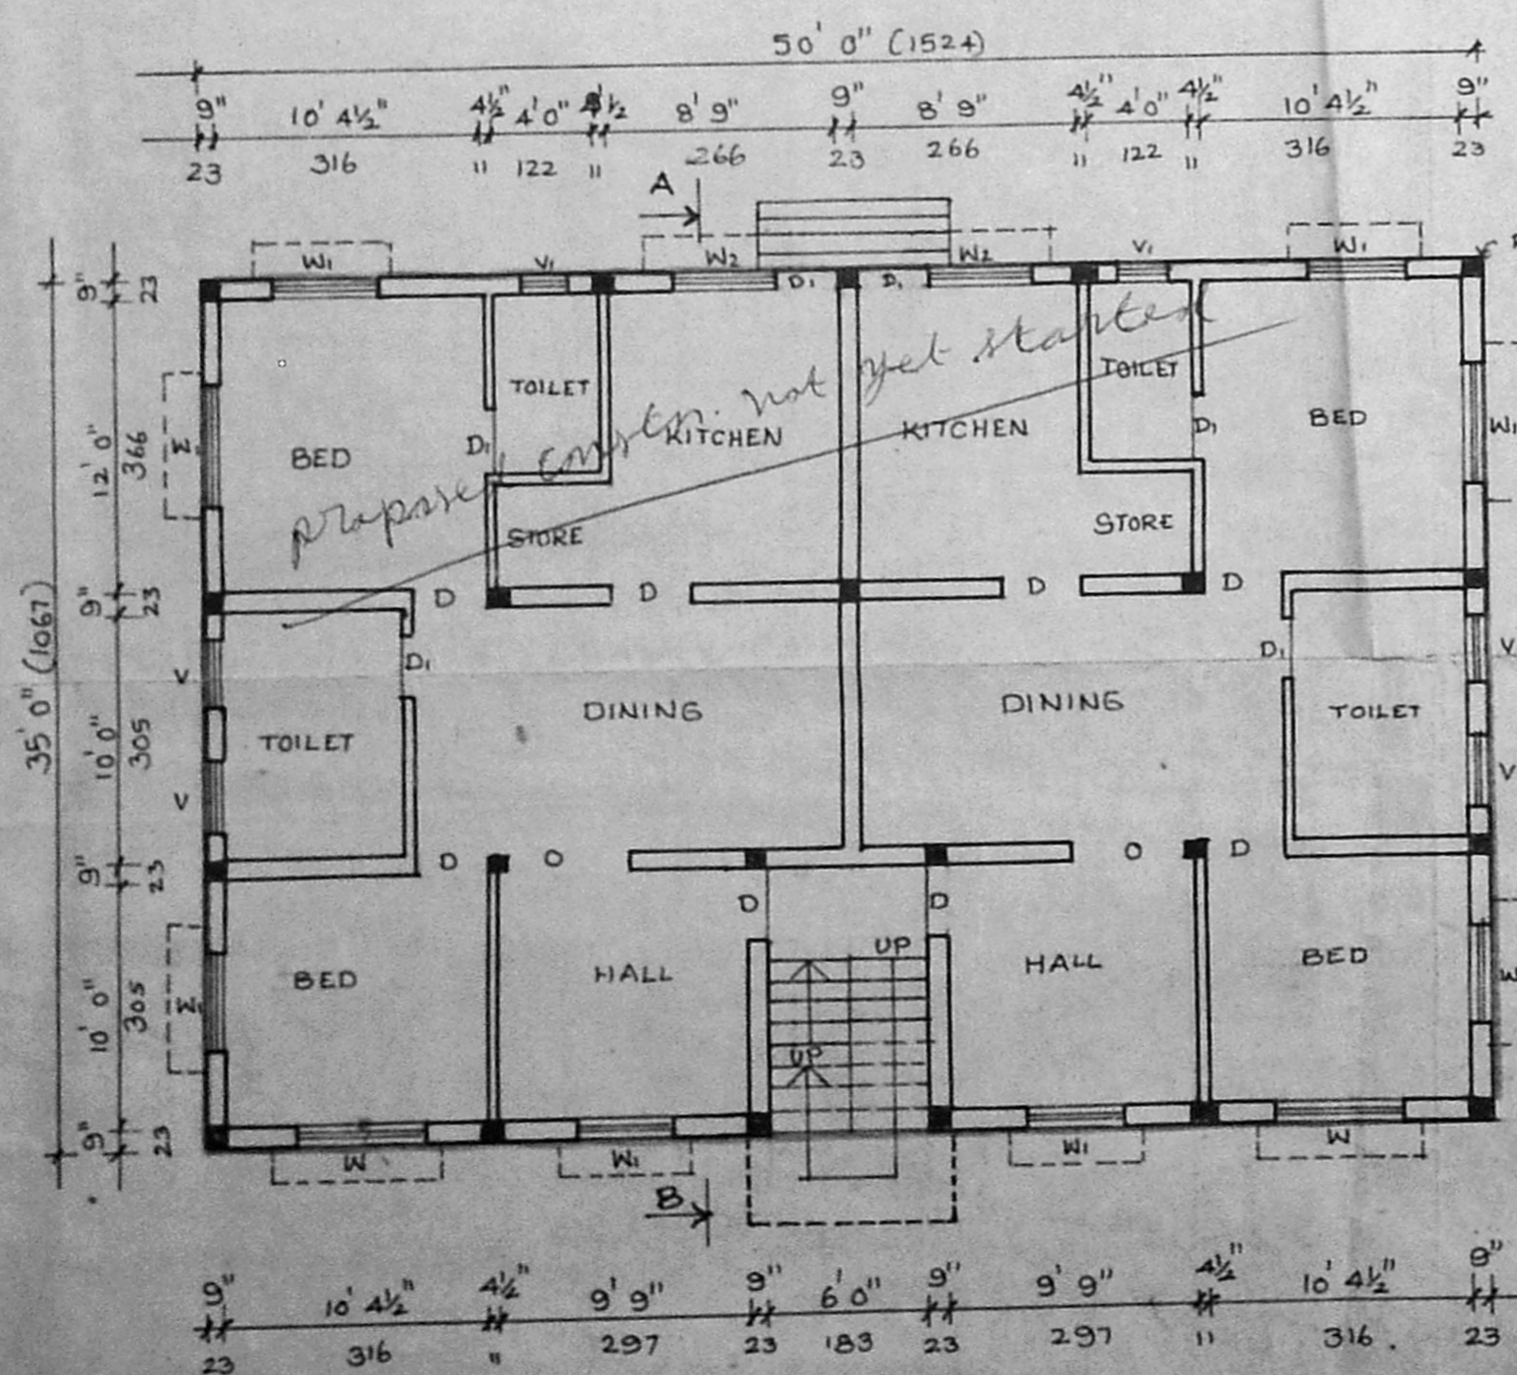 50' 0" (1524)
9" 10' 4½" 4½" 4' 0" 4½ 8' 9" 9" 8' 9" 4½" 4' 0" 4½" 10' 4½" 9"
23 316 11 122 11 266 23 266 11 122 11 316 23
A
W1 V1 W2 D1 D1 W2 V1 W1
9" 23
proposed constn. not yet started
TOILET TOILET
12' 0" 366 W1 BED D1 KITCHEN KITCHEN D1 BED W1
STORE STORE
9" 23 D D D D
35' 0" (1067)
V D1 D1 V
10' 0" 305 TOILET DINING DINING TOILET
V V
9" 23 D O O D
D D
UP
10' 0" 305 W BED HALL HALL BED W
UP
9" 23
W W1 W1 W
B
9" 10' 4½" 4½" 9' 9" 9" 6' 0" 9" 9' 9" 4½" 10' 4½" 9"
23 316 11 297 23 183 23 297 11 316 . 23